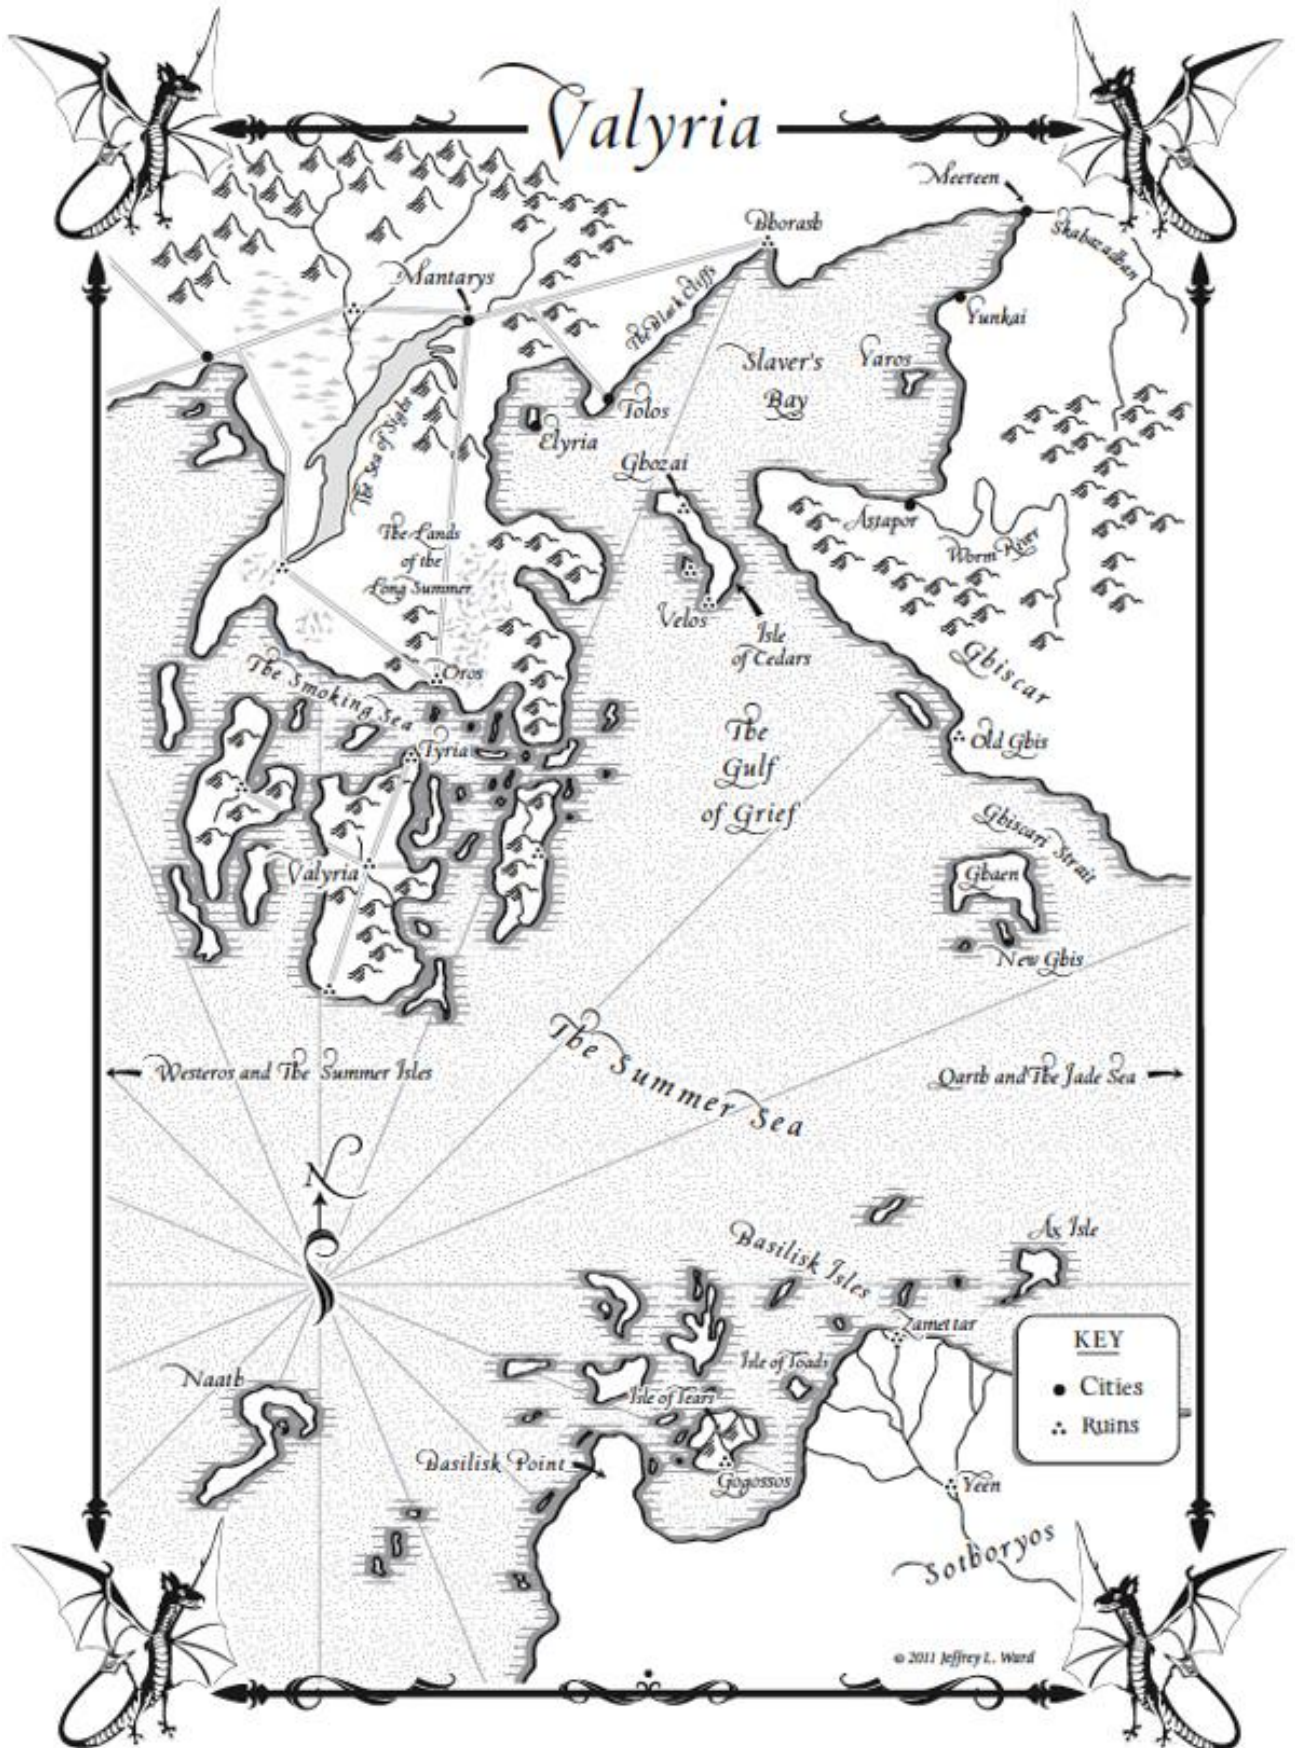 Valyria
Meereen
Bhorash
Skahazadhan
Mantarys
The Black Cliffs
Yunkai
Slaver's
Bay
Yaros
Tolos
Elyria
The Sea of Sighs
Ghozai
Astapor
The Lands
of the
Long Summer
Worm River
Velos
Isle
of Cedars
Ghiscar
Oros
The Smoking Sea
Tyria
The
Gulf
of Grief
Old Ghis
Ghiscari Strait
Valyria
Ghaen
New Ghis
The Summer Sea
Westeros and The Summer Isles
Qarth and The Jade Sea
N
Basilisk Isles
Ax Isle
Zamettar
KEY
Cities
Ruins
Isle of Toads
Naath
Isle of Tears
Basilisk Point
Gogossos
Yeen
Sothoryos
© 2011 Jeffrey L. Ward